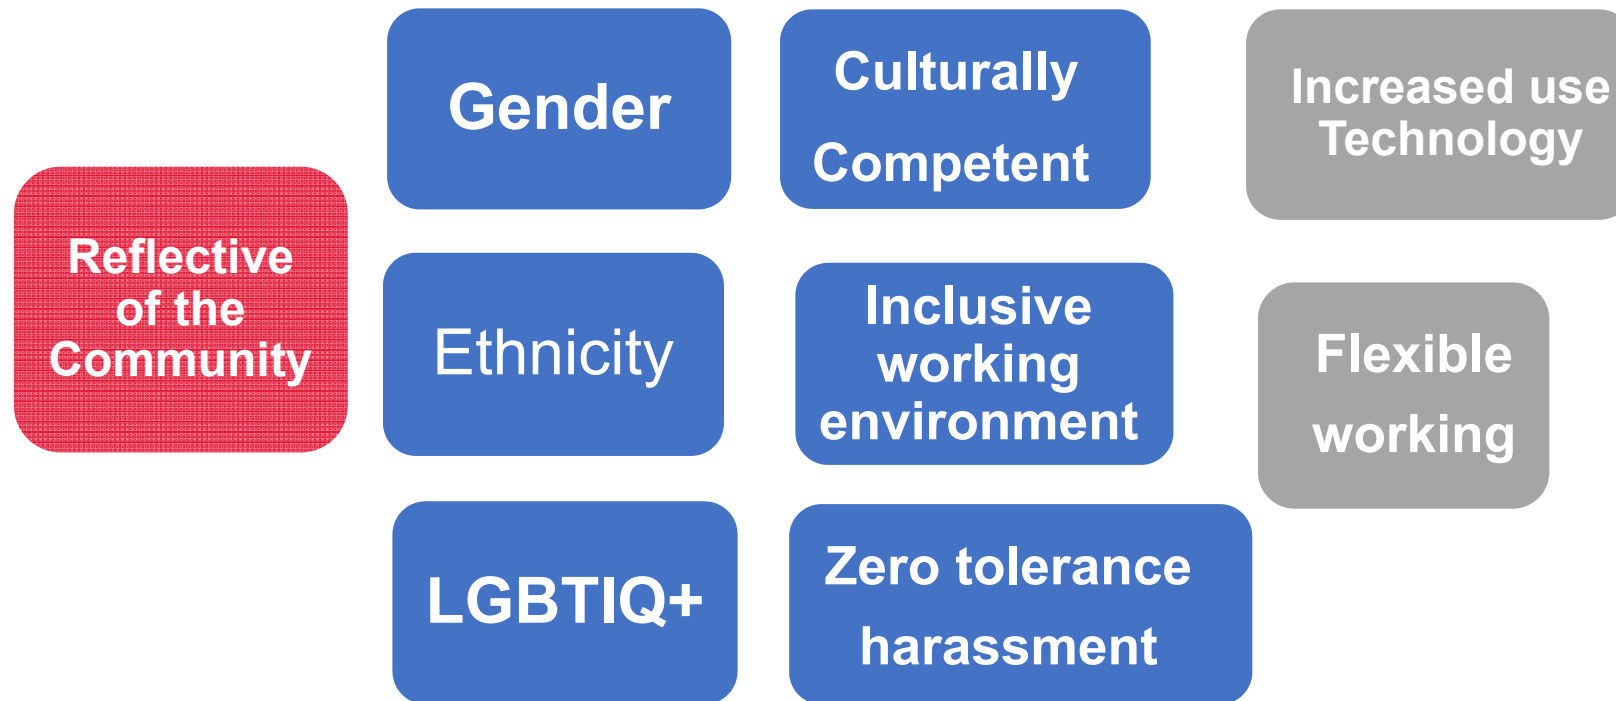 Reflective
of the
Community
Gender
Ethnicity
LGBTIQ+
Culturally
Competent
Inclusive
working
environment
Zero tolerance
harassment
Increased use
Technology
Flexible
working